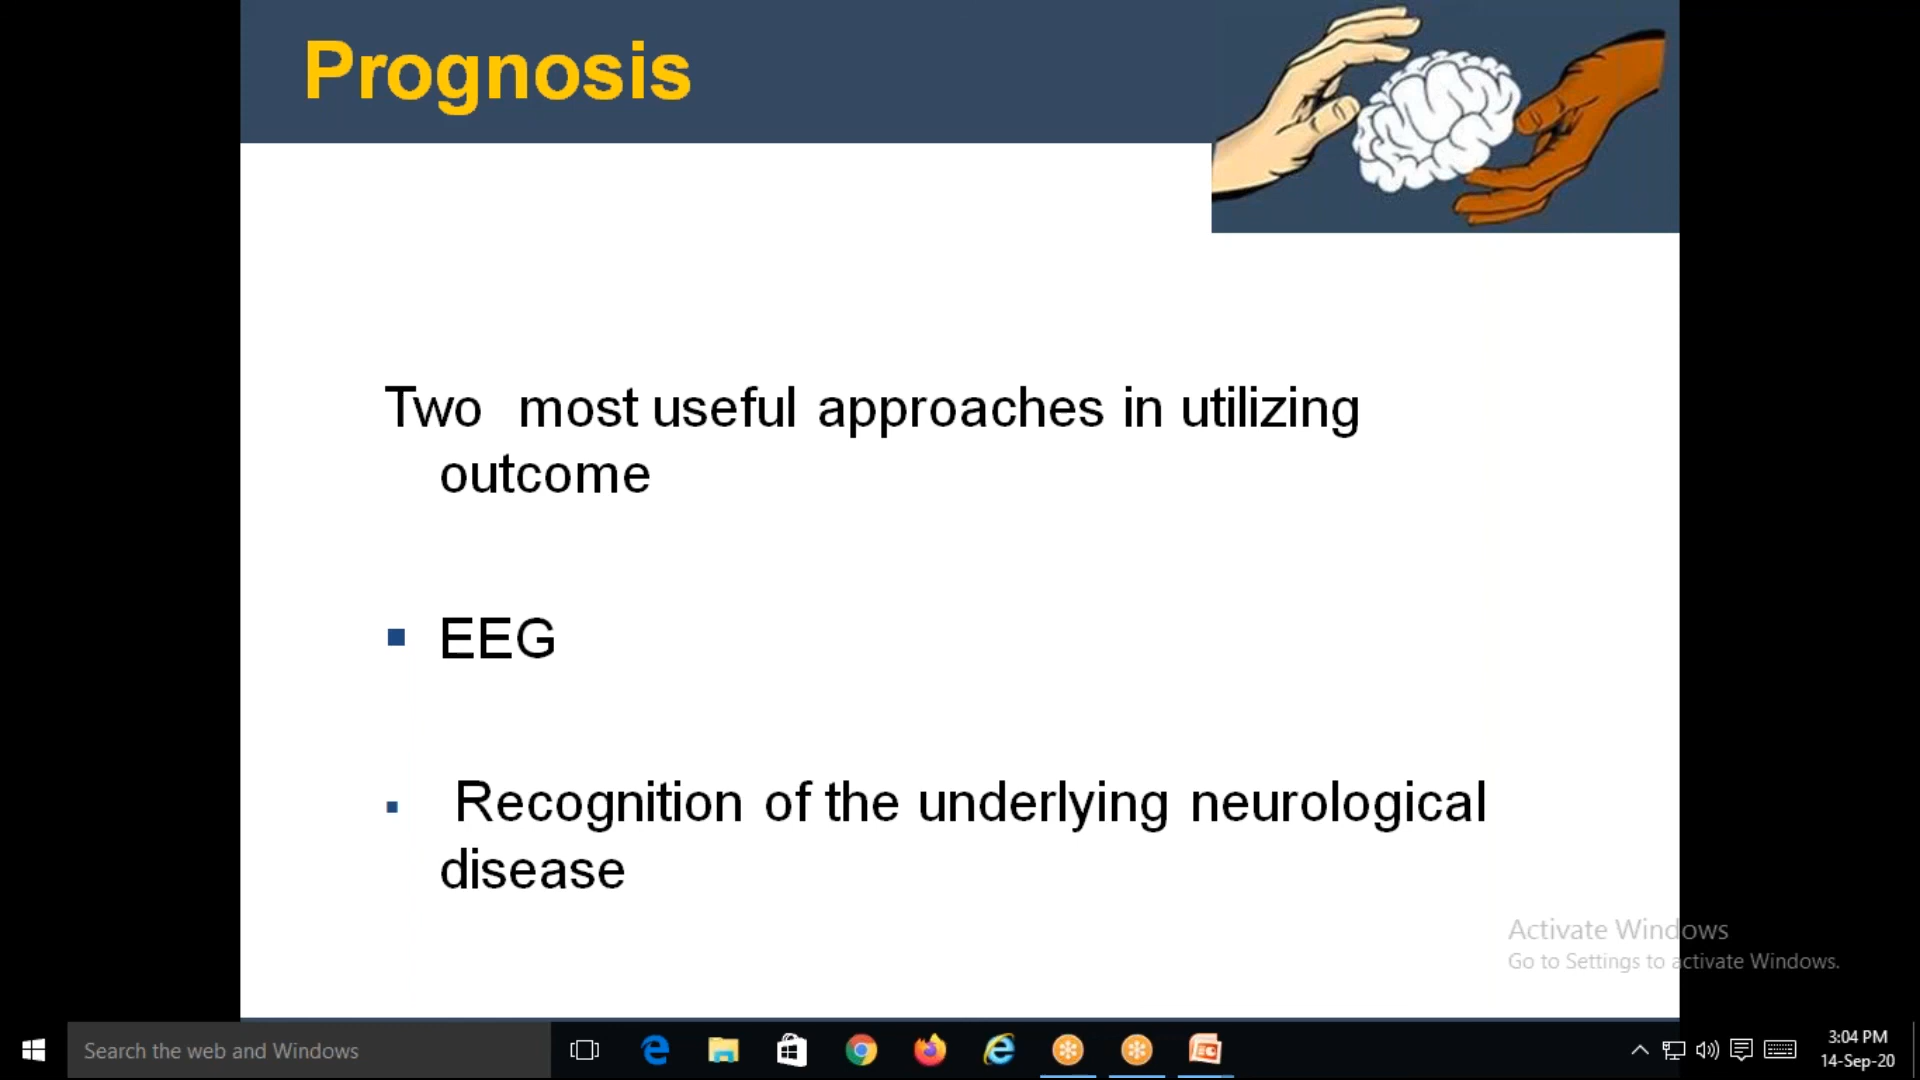 Prognosis
Two most useful approaches in utilizing
outcome
▪ EEG
▪ Recognition of the underlying neurological
disease
Activate Windows
Go to Settings to activate Windows.
Search the web and Windows
3:04 PM
14-Sep-20